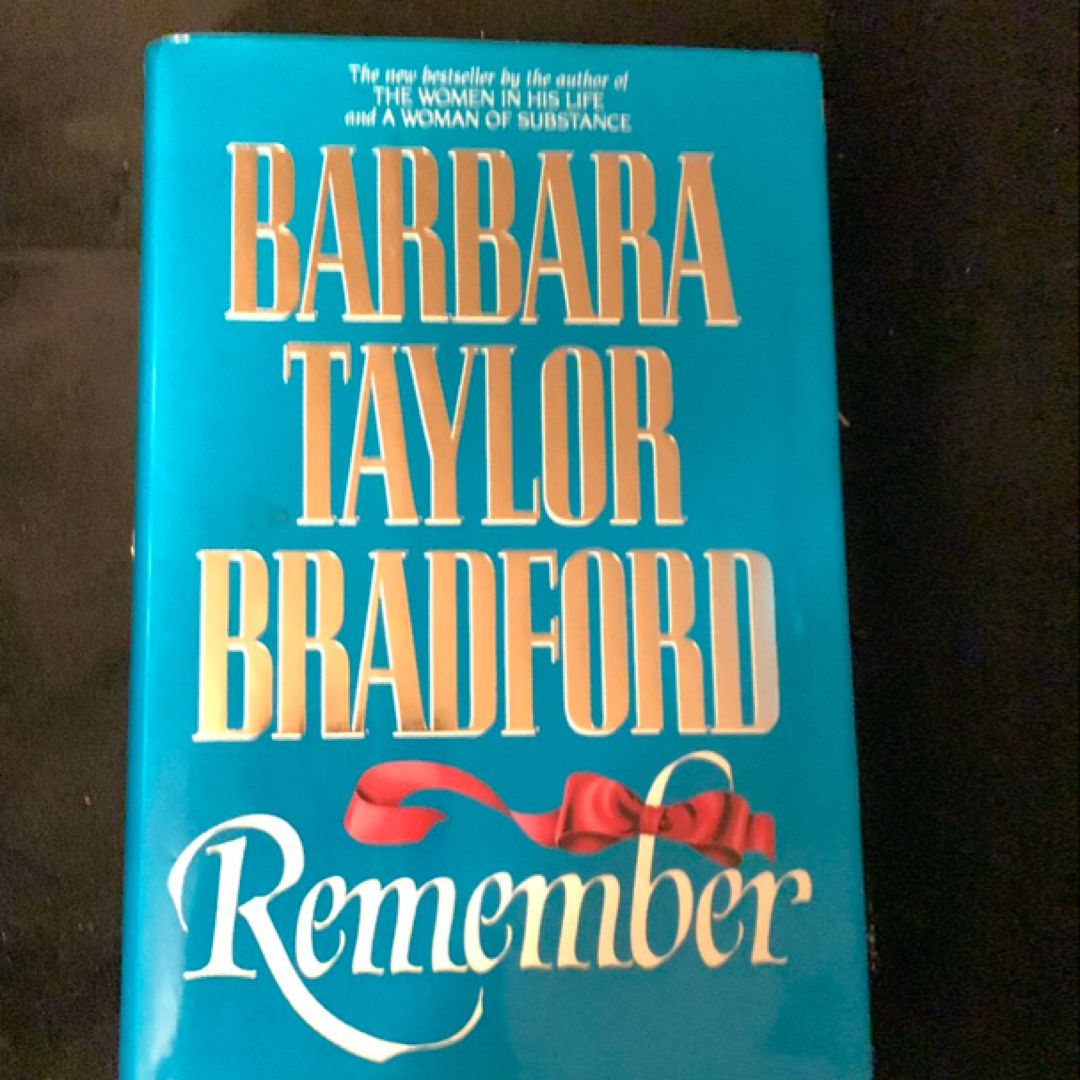 The new bestseller by the author of
THE WOMEN IN HIS LIFE
and A WOMAN OF SUBSTANCE
BARBARA
TAYLOR
BRADFORD
Remember